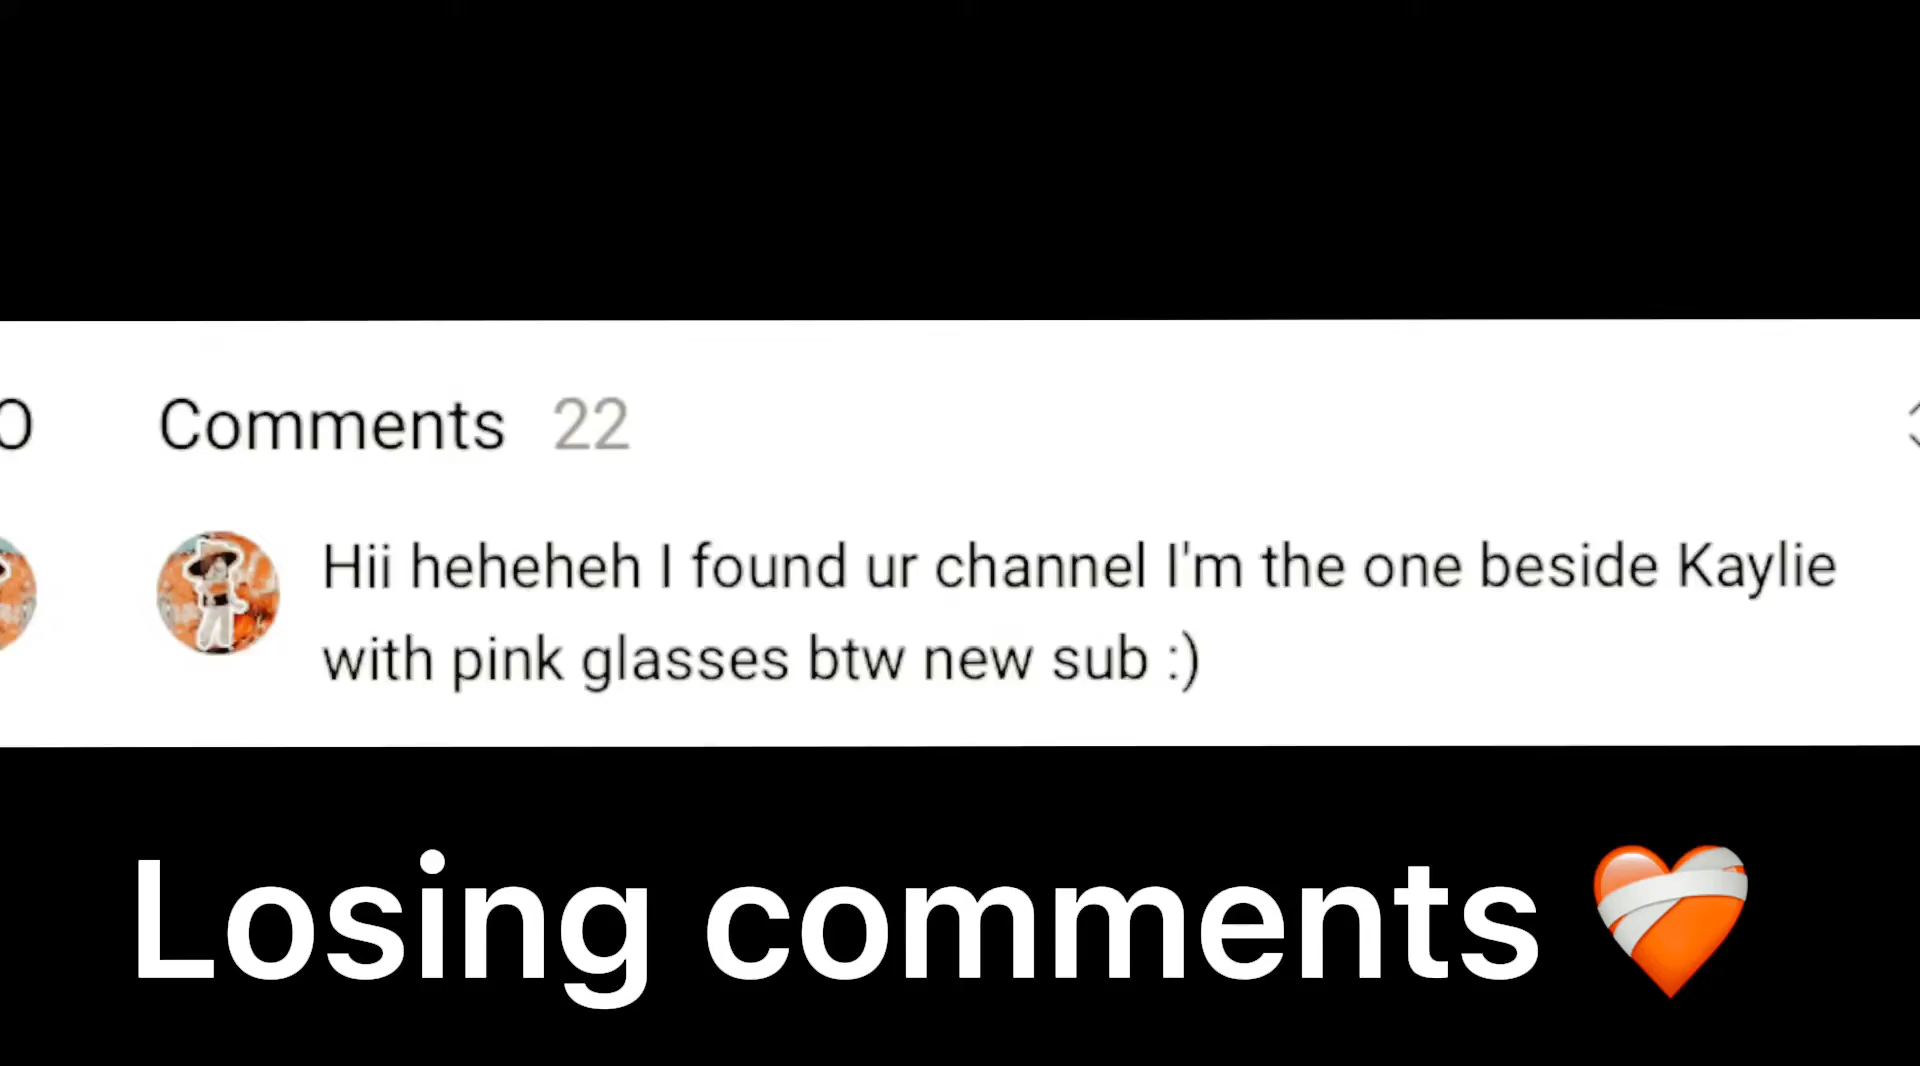 Comments 22
Hii heheheh I found ur channel I'm the one beside Kaylie
with pink glasses btw new sub :)
Losing comments ❤️‍🩹